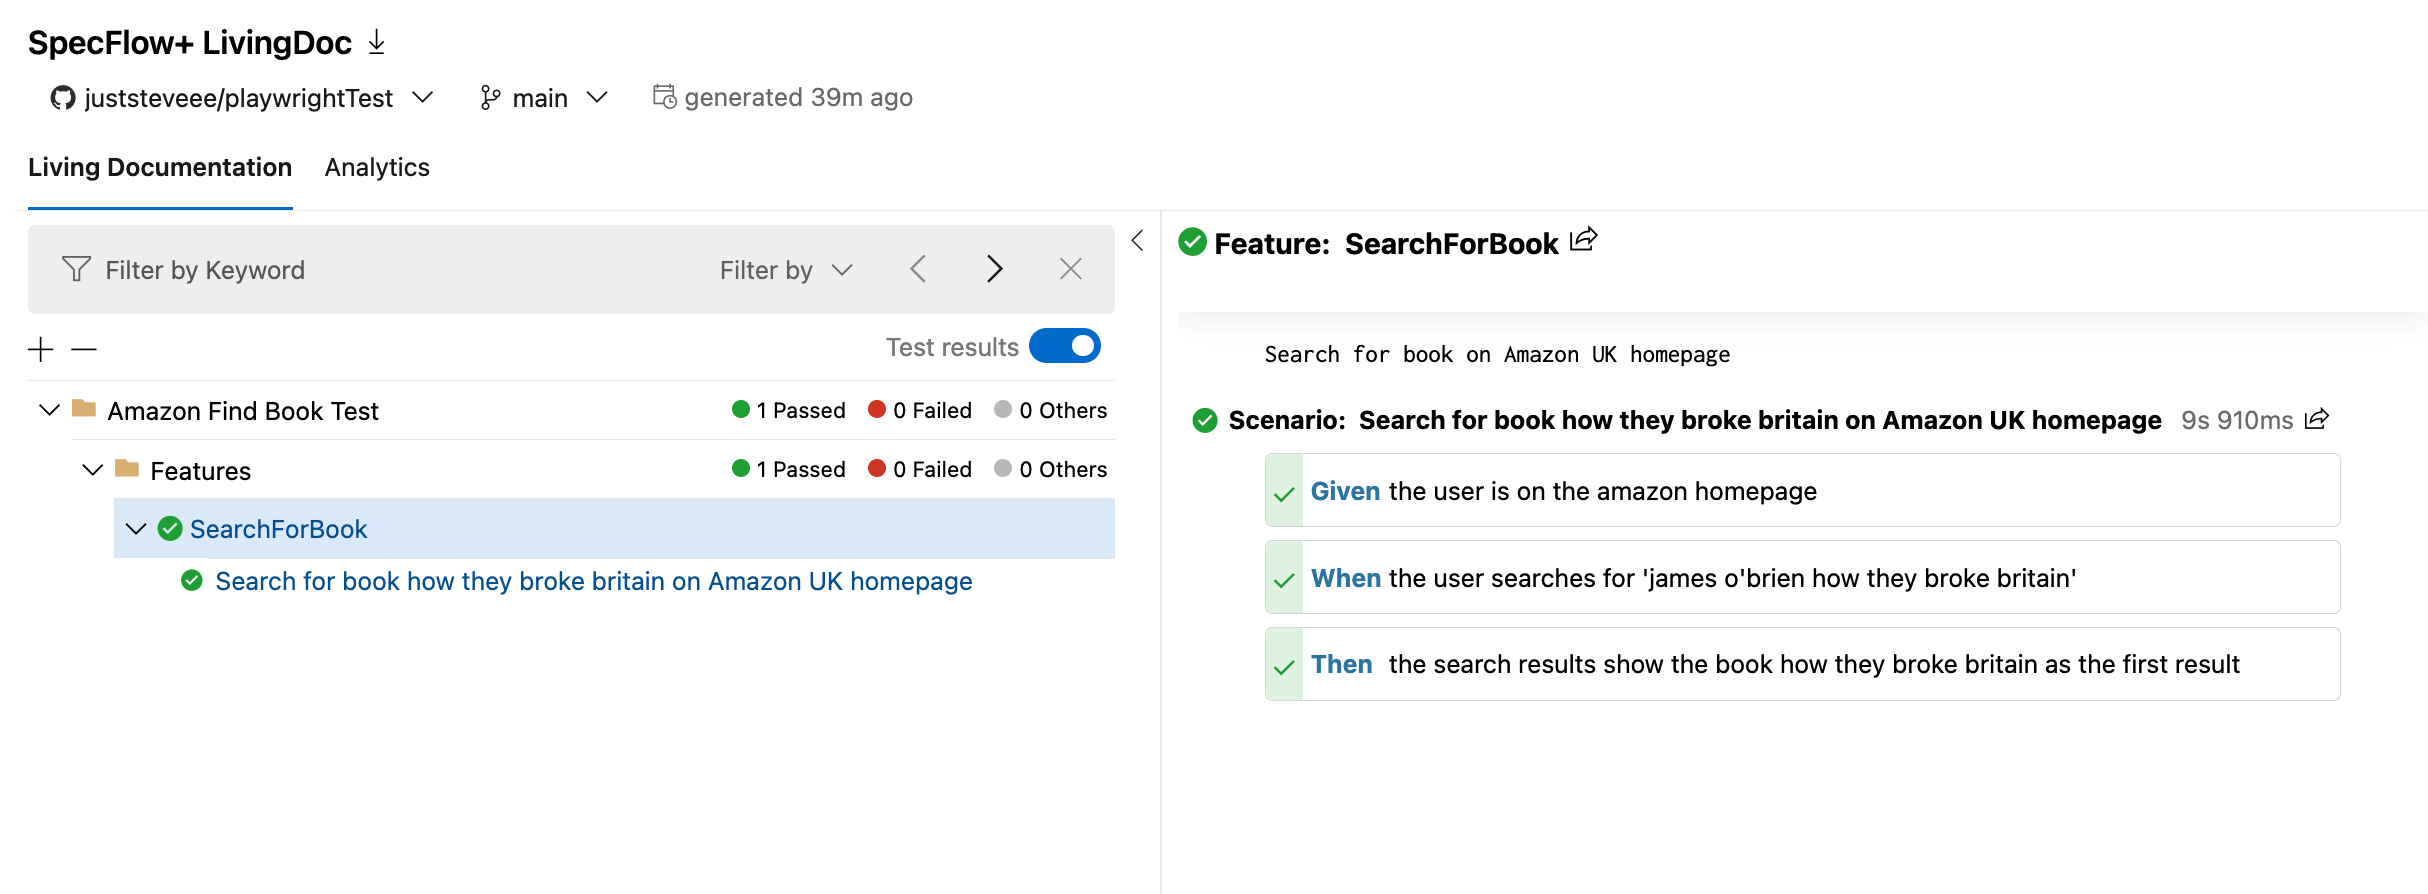 SpecFlow+ LivingDoc
juststeveee/playwrightTest main generated 39m ago
Living Documentation Analytics
Filter by Keyword Filter by
Test results
Amazon Find Book Test 1 Passed 0 Failed 0 Others
Features 1 Passed 0 Failed 0 Others
SearchForBook
Search for book how they broke britain on Amazon UK homepage
Feature: SearchForBook
Search for book on Amazon UK homepage
Scenario: Search for book how they broke britain on Amazon UK homepage 9s 910ms
Given the user is on the amazon homepage
When the user searches for 'james o'brien how they broke britain'
Then the search results show the book how they broke britain as the first result